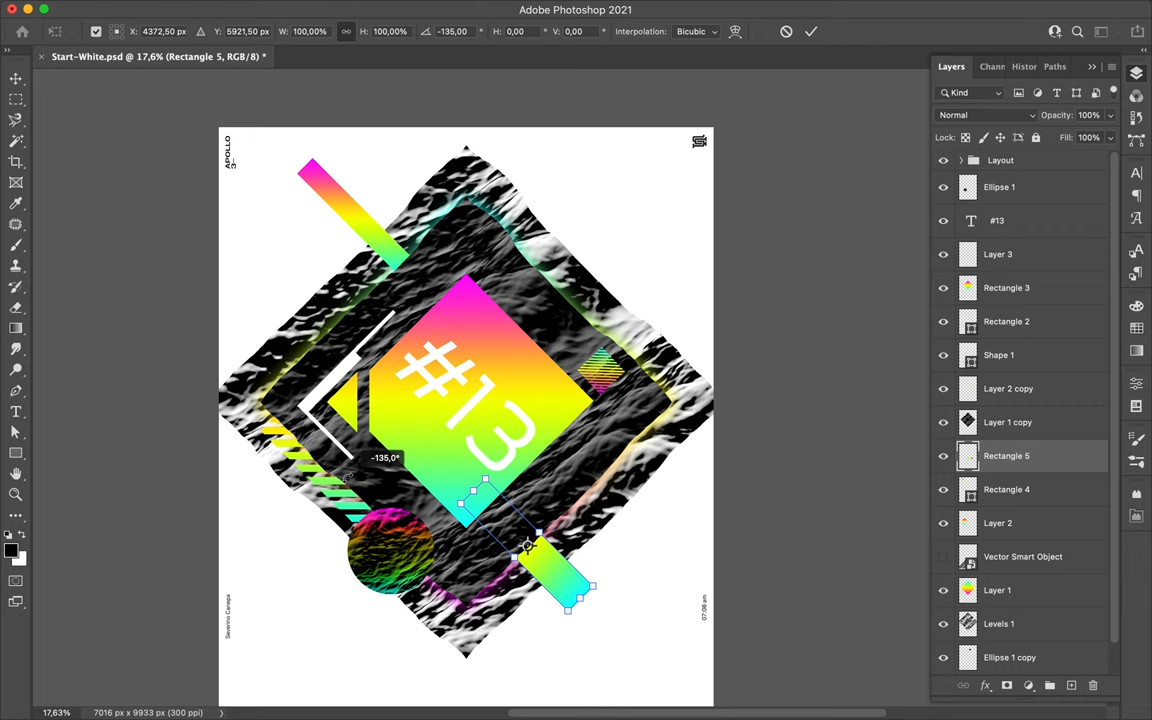 Adobe Photoshop 2021
X: 4372,50 px
Y: 5921,50 px
W: 100,00%
H: 100,00%
-135,00 °
H: 0,00 °
V: 0,00 °
Interpolation: Bicubic
Start-White.psd @ 17,6% (Rectangle 5, RGB/8) *
Layers
Chann
Histor
Paths
Kind
Normal
Opacity: 100%
Lock:
Fill: 100%
Layout
Ellipse 1
#13
Layer 3
Rectangle 3
Rectangle 2
Shape 1
Layer 2 copy
Layer 1 copy
Rectangle 5
Rectangle 4
Layer 2
Vector Smart Object
Layer 1
Levels 1
Ellipse 1 copy
APOLLO
#13
-135,0°
Severino Canepa
07:06 am
17,63%
7016 px x 9933 px (300 ppi)